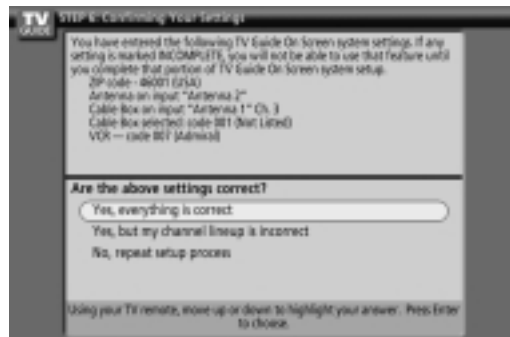 TV
GUIDE
STEP 6: Confirming Your Settings
You have entered the following TV Guide On Screen system settings. If any
setting is marked INCOMPLETE, you will not be able to use that feature until
you complete that portion of TV Guide On Screen system setup.
ZIP code - 46001 (USA)
Antenna on input "Antenna 2"
Cable Box on input "Antenna 1" Ch. 3
Cable Box selected: code 001 (Not Listed)
VCR — code 007 (Admiral)
Are the above settings correct?
Yes, everything is correct
Yes, but my channel lineup is incorrect
No, repeat setup process
Using your TV remote, move up or down to highlight your answer. Press Enter
to choose.